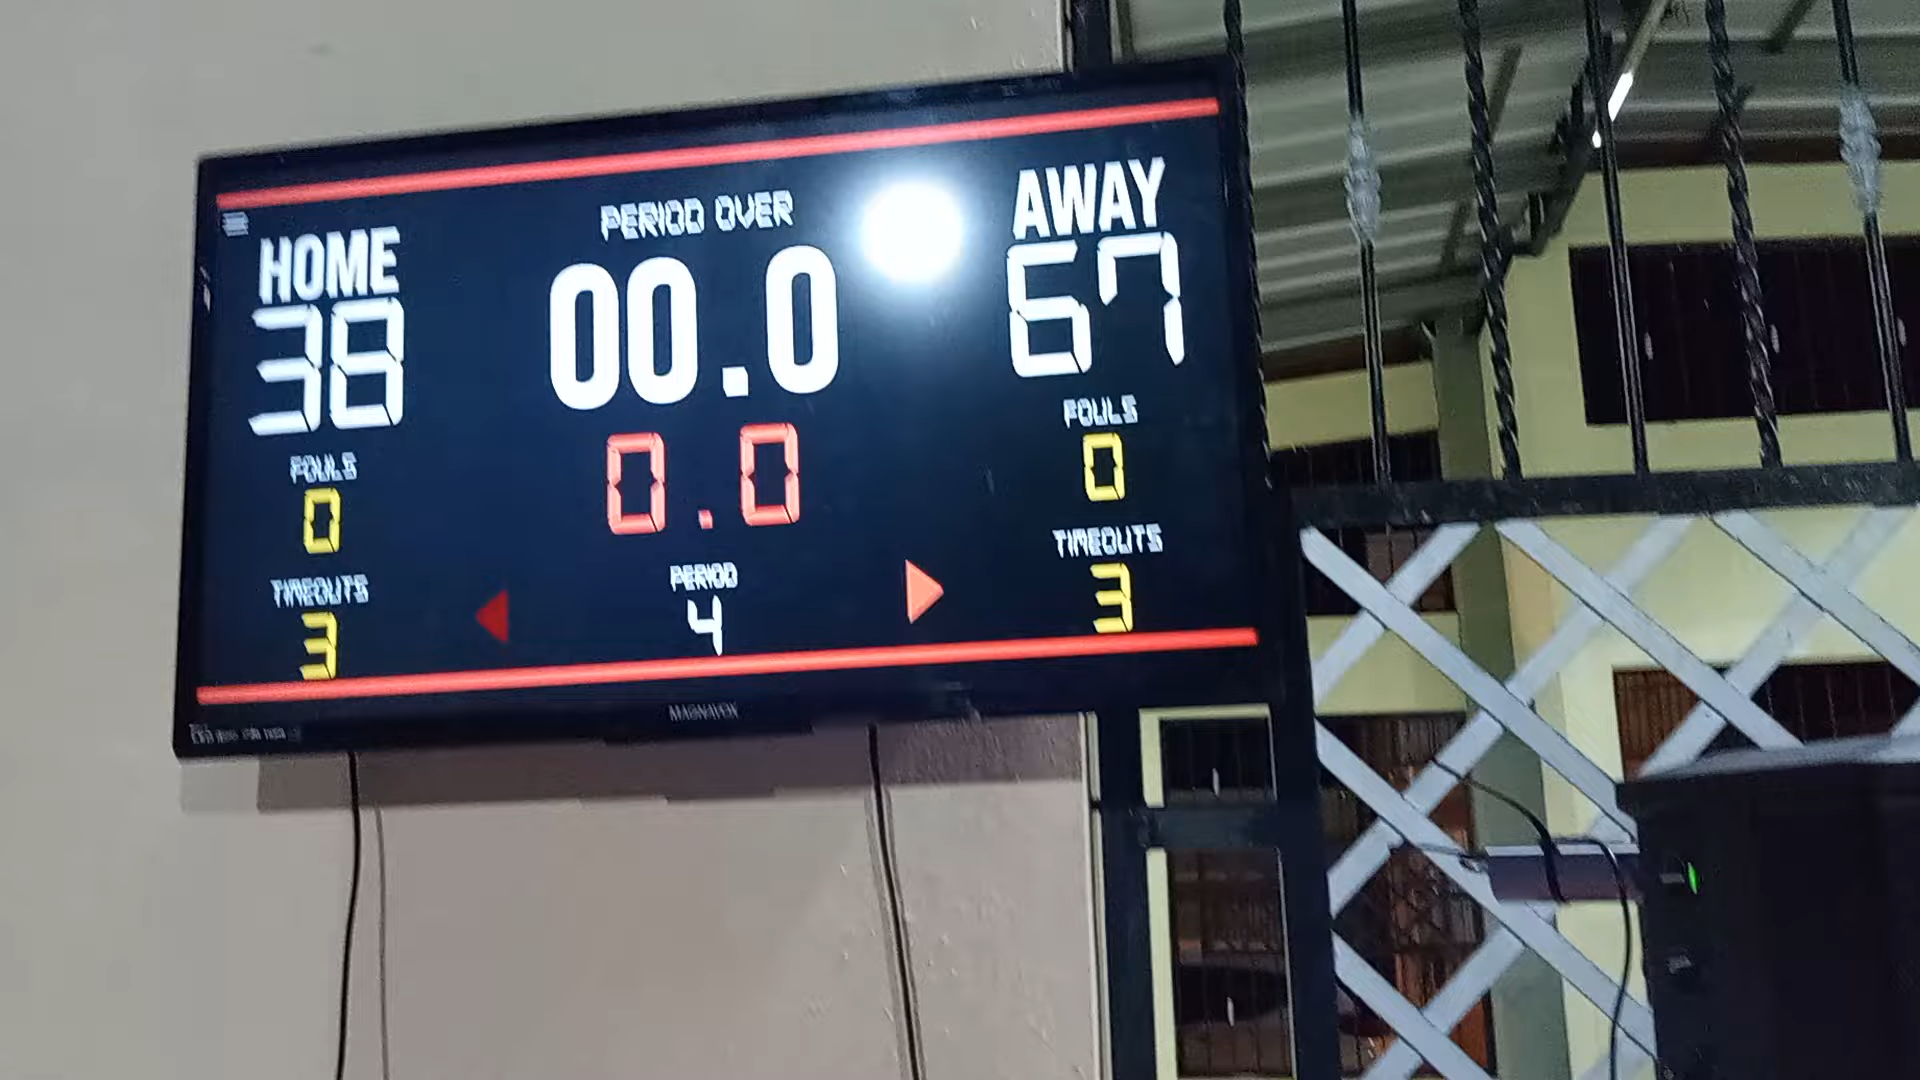 PERIOD OVER
HOME
AWAY
38
00.0
67
0.0
FOULS
0
FOULS
0
TIMEOUTS
3
PERIOD
4
TIMEOUTS
3
MAGNAVOX